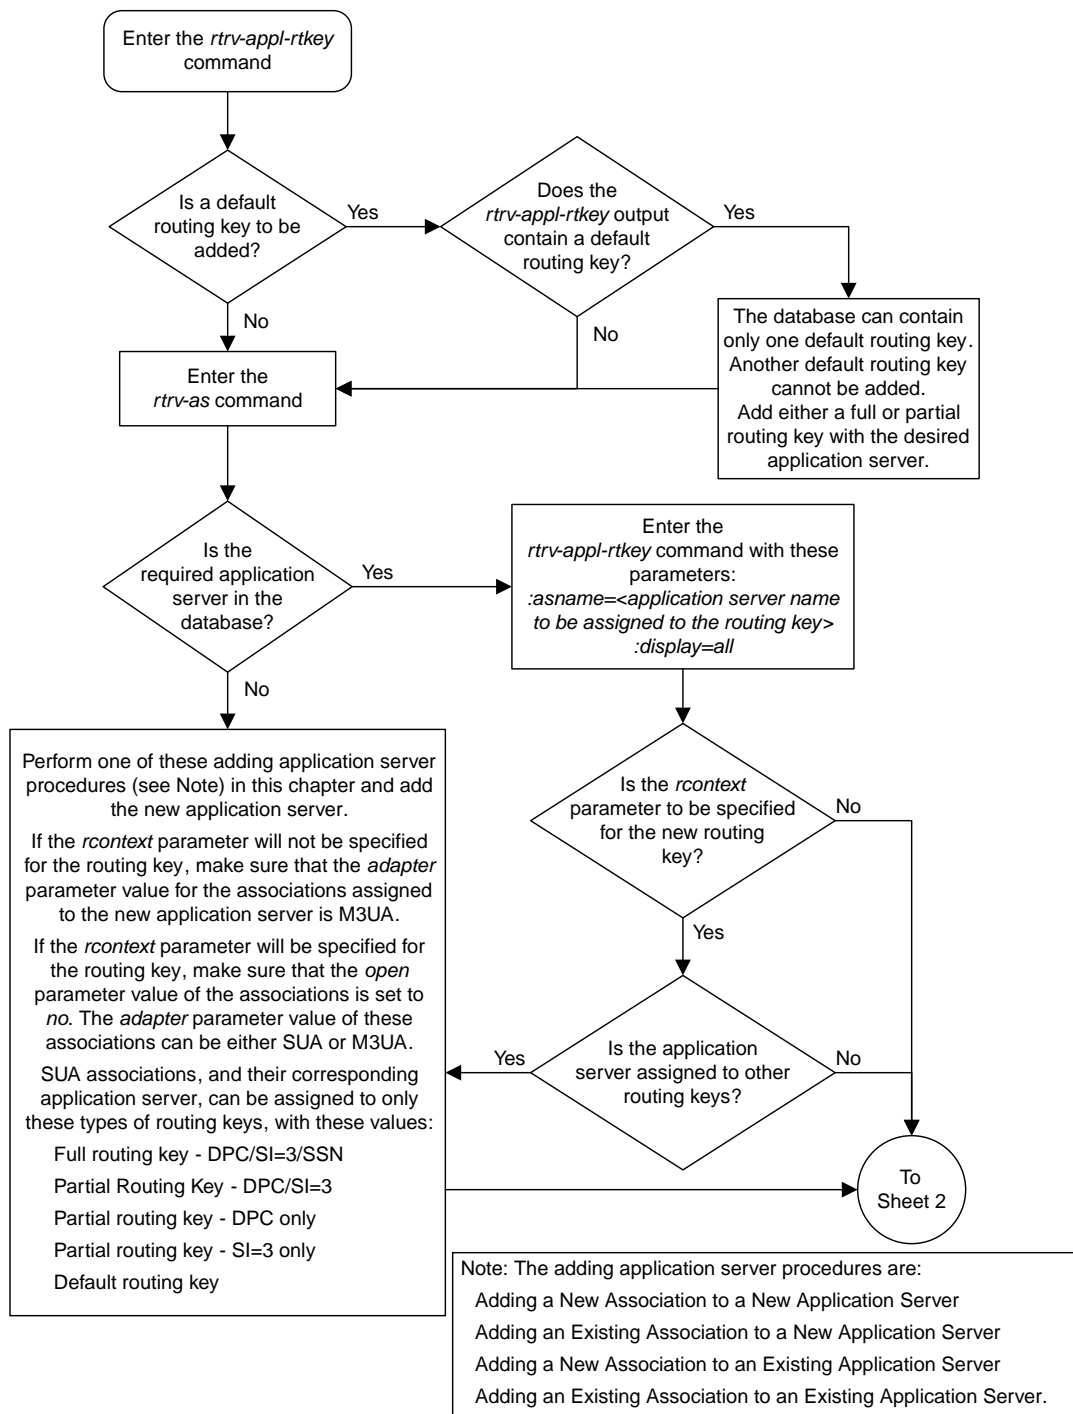 Enter the rtrv-appl-rtkey
command
Is a default
routing key to be
added?
Yes
No
Does the
rtrv-appl-rtkey output
contain a default
routing key?
Yes
No
The database can contain
only one default routing key.
Another default routing key
cannot be added.
Add either a full or partial
routing key with the desired
application server.
Enter the
rtrv-as command
Is the
required application
server in the
database?
Yes
No
Enter the
rtrv-appl-rtkey command with these
parameters:
:asname=<application server name
to be assigned to the routing key>
:display=all
Is the rcontext
parameter to be specified
for the new routing
key?
No
Yes
Is the application
server assigned to other
routing keys?
Yes
No
Perform one of these adding application server
procedures (see Note) in this chapter and add
the new application server.
If the rcontext parameter will not be specified
for the routing key, make sure that the adapter
parameter value for the associations assigned
to the new application server is M3UA.
If the rcontext parameter will be specified for
the routing key, make sure that the open
parameter value of the associations is set to
no. The adapter parameter value of these
associations can be either SUA or M3UA.
SUA associations, and their corresponding
application server, can be assigned to only
these types of routing keys, with these values:
Full routing key - DPC/SI=3/SSN
Partial Routing Key - DPC/SI=3
Partial routing key - DPC only
Partial routing key - SI=3 only
Default routing key
To
Sheet 2
Note: The adding application server procedures are:
Adding a New Association to a New Application Server
Adding an Existing Association to a New Application Server
Adding a New Association to an Existing Application Server
Adding an Existing Association to an Existing Application Server.